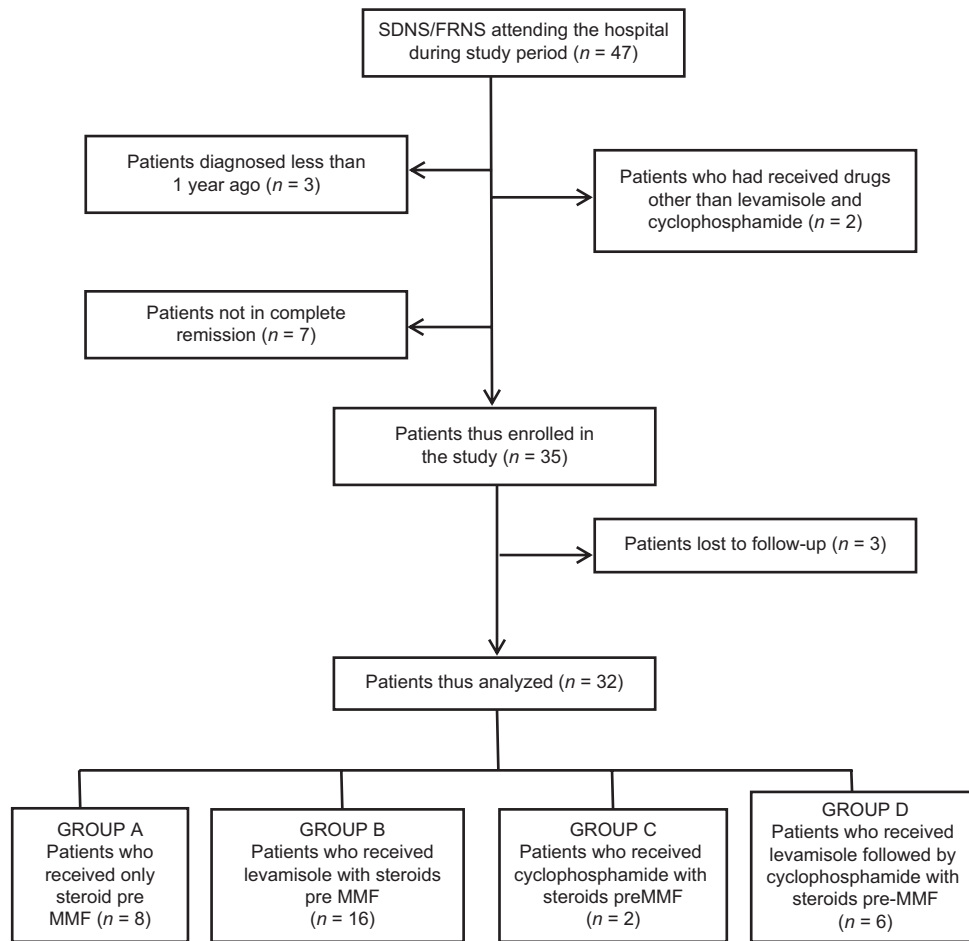 SDNS/FRNS attending the hospital
during study period (n = 47)
Patients diagnosed less than
1 year ago (n = 3)
Patients who had received drugs
other than levamisole and
cyclophosphamide (n = 2)
Patients not in complete
remission (n = 7)
Patients thus enrolled in
the study (n = 35)
Patients lost to follow-up (n = 3)
Patients thus analyzed (n = 32)
GROUP A
Patients who
received only
steroid pre
MMF (n = 8)
GROUP B
Patients who received
levamisole with steroids
pre MMF
(n = 16)
GROUP C
Patients who received
cyclophosphamide with
steroids preMMF
(n = 2)
GROUP D
Patients who received
levamisole followed by
cyclophosphamide with
steroids pre-MMF
(n = 6)